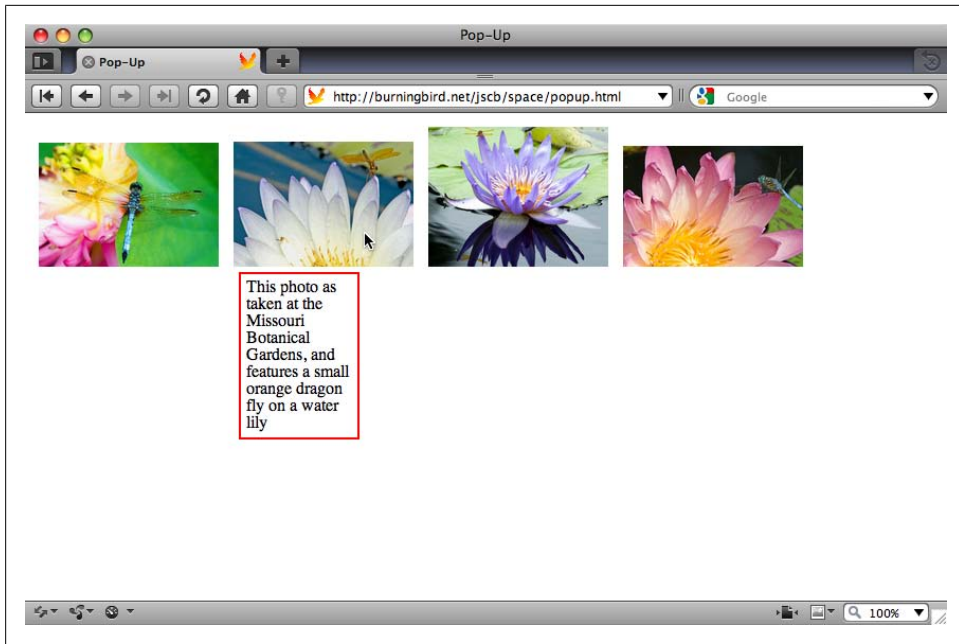 Pop-Up
Pop-Up
http://burningbird.net/jscb/space/popup.html
Google
This photo as
taken at the
Missouri
Botanical
Gardens, and
features a small
orange dragon
fly on a water
lily
100%